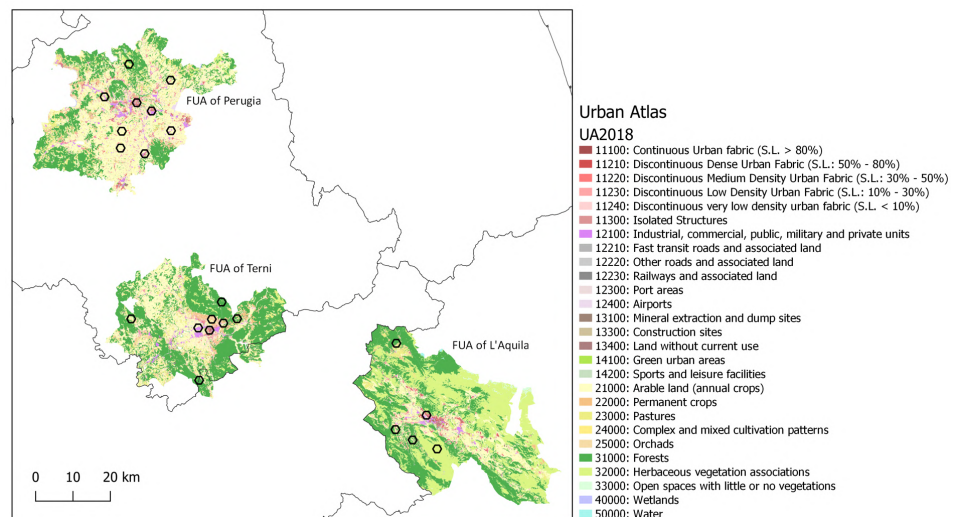 FUA of Perugia
FUA of Terni
FUA of L'Aquila
0 10 20 km
Urban Atlas
UA2018
11100: Continuous Urban fabric (S.L. > 80%)
11210: Discontinuous Dense Urban Fabric (S.L.: 50% - 80%)
11220: Discontinuous Medium Density Urban Fabric (S.L.: 30% - 50%)
11230: Discontinuous Low Density Urban Fabric (S.L.: 10% - 30%)
11240: Discontinuous very low density urban fabric (S.L. < 10%)
11300: Isolated Structures
12100: Industrial, commercial, public, military and private units
12210: Fast transit roads and associated land
12220: Other roads and associated land
12230: Railways and associated land
12300: Port areas
12400: Airports
13100: Mineral extraction and dump sites
13300: Construction sites
13400: Land without current use
14100: Green urban areas
14200: Sports and leisure facilities
21000: Arable land (annual crops)
22000: Permanent crops
23000: Pastures
24000: Complex and mixed cultivation patterns
25000: Orchads
31000: Forests
32000: Herbaceous vegetation associations
33000: Open spaces with little or no vegetations
40000: Wetlands
50000: Water